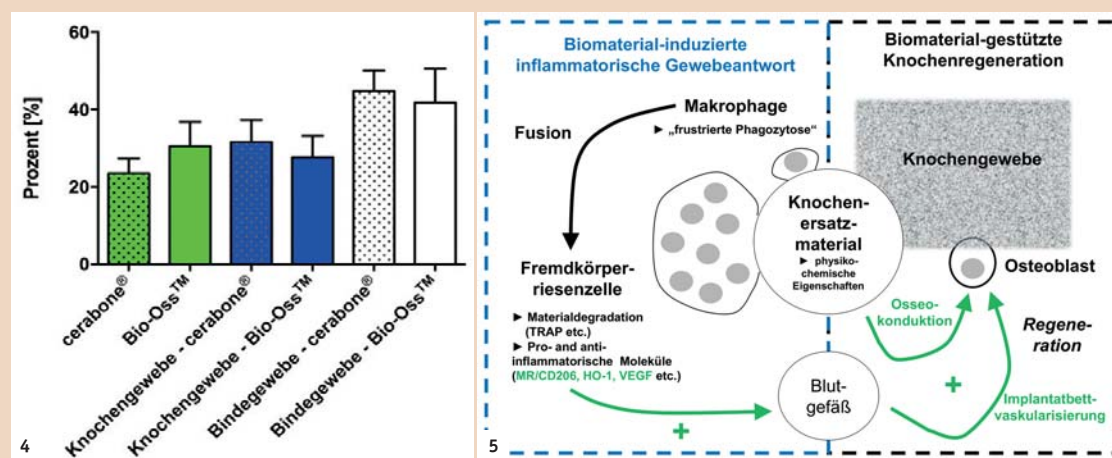 60
40
20
0
Prozent [%]
cerabone®
Bio-Oss™
Knochengewebe - cerabone®
Knochengewebe - Bio-Oss™
Bindegewebe - cerabone®
Bindegewebe - Bio-Oss™
4
Biomaterial-induzierte
inflammatorische Gewebeantwort
Makrophage
► „frustrierte Phagozytose“
Fusion
Fremdkörper-
riesenzelle
► Materialdegradation
(TRAP etc.)
► Pro- and anti-
inflammatorische Moleküle
(MR/CD206, HO-1, VEGF etc.)
+
Knochen-
ersatz-
material
► physiko-
chemische
Eigenschaften
Blut-
gefäß
Biomaterial-gestützte
Knochenregeneration
Knochengewebe
Osteoblast
Osseo-
konduktion
Regene-
ration
+
Implantatbett-
vaskularisierung
5